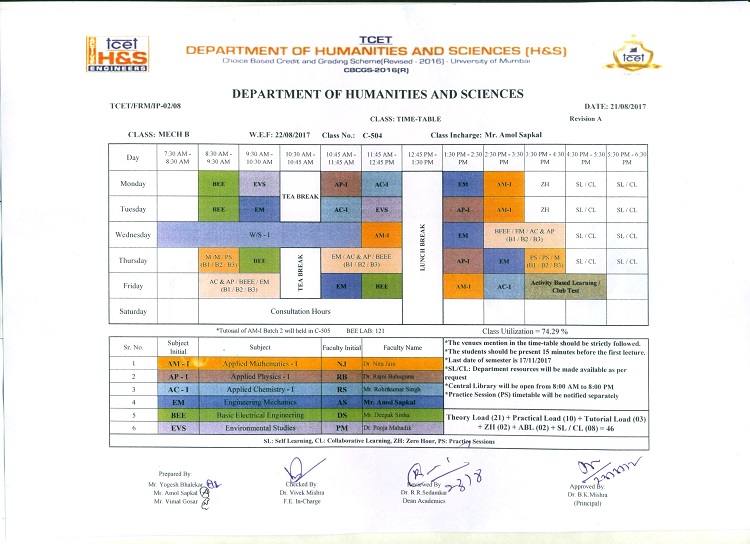 tcet
H&S
ENGINEERS
TCET
DEPARTMENT OF HUMANITIES AND SCIENCES [H&S]
Choice Based Credit and Grading Scheme(Revised - 2016) - University of Mumbai
CBCGS-2016(R)
tcet
DEPARTMENT OF HUMANITIES AND SCIENCES
TCET/FRM/IP-02/08 DATE: 21/08/2017
CLASS: TIME-TABLE Revision A
CLASS: MECH B W.E.F: 22/08/2017 Class No.: C-504 Class Incharge: Mr. Amol Sapkal
Day 7:30 AM - 8:30 AM 8:30 AM - 9:30 AM 9:30 AM - 10:30 AM 10:30 AM - 10:45 AM 10:45 AM - 11:45 AM 11:45 AM - 12:45 PM 12:45 PM - 1:30 PM 1:30 PM - 2:30 PM 2:30 PM - 3:30 PM 3:30 PM - 4:30 PM 4:30 PM - 5:30 PM 5:30 PM - 6:30 PM
Monday BEE EVS TEA BREAK AP-I AC-I LUNCH BREAK EM AM-I ZH SL / CL SL / CL
Tuesday BEE EM AC-I EVS AP-I AM-I ZH SL / CL SL / CL
Wednesday W/S - I AM-I EM BEEE / EM / AC & AP (B1 / B2 / B3) SL / CL SL / CL
Thursday M / M / PS (B1 / B2 / B3) BEE TEA BREAK EM / AC & AP / BEEE (B1 / B2 / B3) AP-I EM PS / PS / M (B1 / B2 / B3) SL / CL SL / CL
Friday AC & AP / BEEE / EM (B1 / B2 / B3) EM BEE AM-I AC-I Activity Based Learning / Club Test
Saturday Consultation Hours
*Tutorial of AM-I Batch 2 will held in C-505 BEE LAB: 121 Class Utilization = 74.29 %
Sr. No. Subject Initial Subject Faculty Initial Faculty Name
1 AM - I Applied Mathematics - I NJ Dr. Nita Jain
2 AP - I Applied Physics - I RB Dr. Rajni Bahuguna
3 AC - I Applied Chemistry - I RS Mr. Rohitkumar Singh
4 EM Engineering Mechanics AS Mr. Amol Sapkal
5 BEE Basic Electrical Engineering DS Mr. Deepak Sinha
6 EVS Environmental Studies PM Dr. Pooja Mahadik
*The venues mention in the time-table should be strictly followed.
*The students should be present 15 minutes before the first lecture.
*Last date of semester is 17/11/2017
*SL/CL: Department resources will be made available as per
request
*Central Library will be open from 8:00 AM to 8:00 PM
*Practice Session (PS) timetable will be notified separately
Theory Load (21) + Practical Load (10) + Tutorial Load (03)
+ ZH (02) + ABL (02) + SL / CL (08) = 46
SL: Self Learning, CL: Collaborative Learning, ZH: Zero Hour, PS: Practice Sessions
Prepared By:
Mr. Yogesh Bhalekar
Mr. Amol Sapkal
Mr. Vimal Gosar
Checked By
Dr. Vivek Mishra
F.E. In-Charge
Reviewed By
Dr. R.R.Sedamkar
Dean Academics
Approved By:
Dr. B.K.Mishra
(Principal)